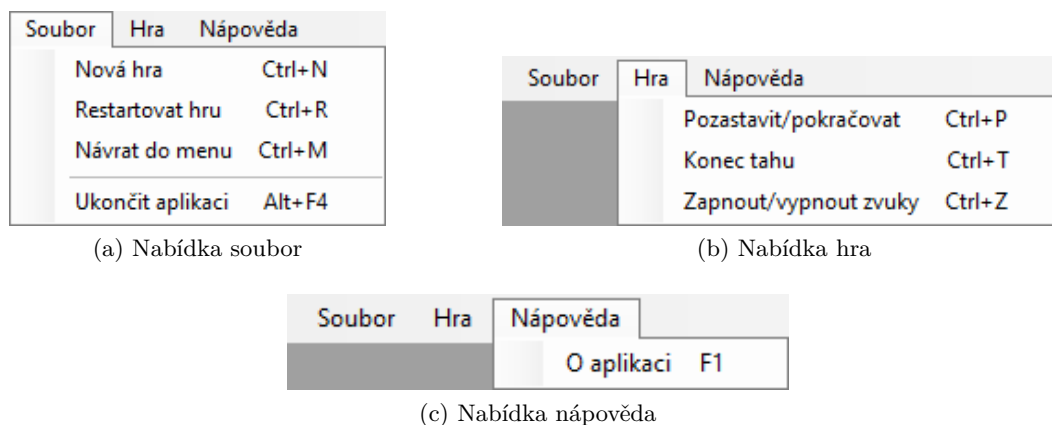 Soubor Hra Nápověda
Nová hra Ctrl+N
Restartovat hru Ctrl+R
Návrat do menu Ctrl+M
Ukončit aplikaci Alt+F4
(a) Nabídka soubor
Soubor Hra Nápověda
Pozastavit/pokračovat Ctrl+P
Konec tahu Ctrl+T
Zapnout/vypnout zvuky Ctrl+Z
(b) Nabídka hra
Soubor Hra Nápověda
O aplikaci F1
(c) Nabídka nápověda